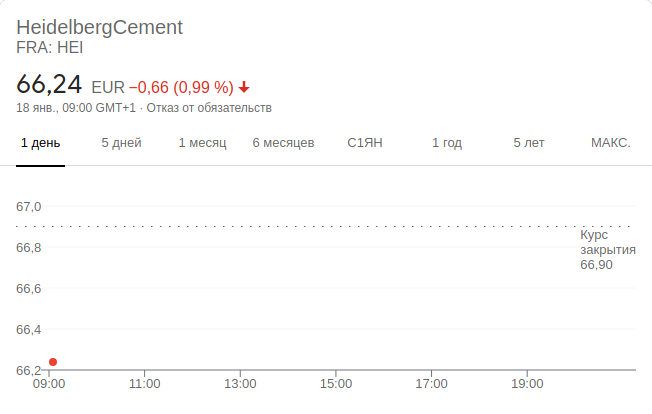 HeidelbergCement
FRA: HEI
66,24 EUR −0,66 (0,99 %)
18 янв., 09:00 GMT+1 · Отказ от обязательств
1 день 5 дней 1 месяц 6 месяцев С1ЯН 1 год 5 лет МАКС.
67,0
Курс
закрытия
66,90
66,8
66,6
66,4
66,2
09:00 11:00 13:00 15:00 17:00 19:00